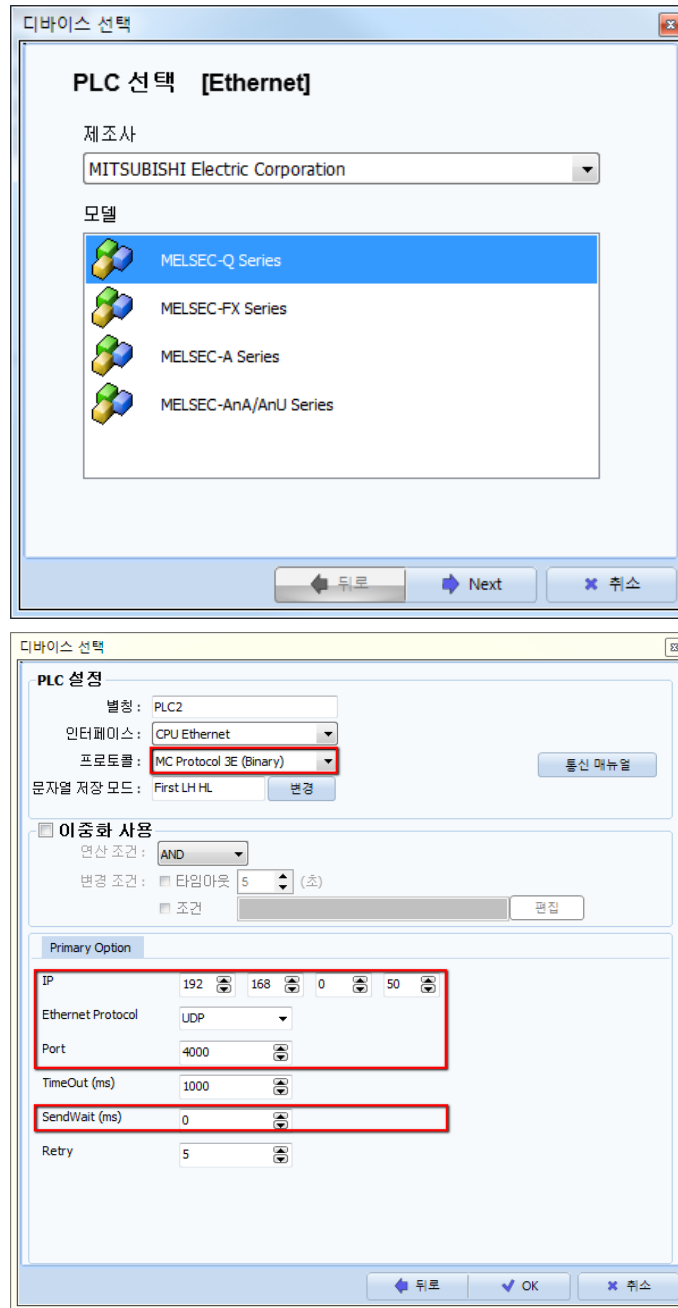 디바이스 선택
PLC 선택 [Ethernet]
제조사
MITSUBISHI Electric Corporation
모델
MELSEC-Q Series
MELSEC-FX Series
MELSEC-A Series
MELSEC-AnA/AnU Series
뒤로 Next 취소
디바이스 선택
PLC 설정
별칭 : PLC2
인터페이스 : CPU Ethernet
프로토콜 : MC Protocol 3E (Binary) 통신 매뉴얼
문자열 저장 모드 : First LH HL 변경
이중화 사용
연산 조건 : AND
변경 조건 : 타임아웃 5 (초)
조건 편집
Primary Option
IP 192 168 0 50
Ethernet Protocol UDP
Port 4000
TimeOut (ms) 1000
SendWait (ms) 0
Retry 5
뒤로 OK 취소